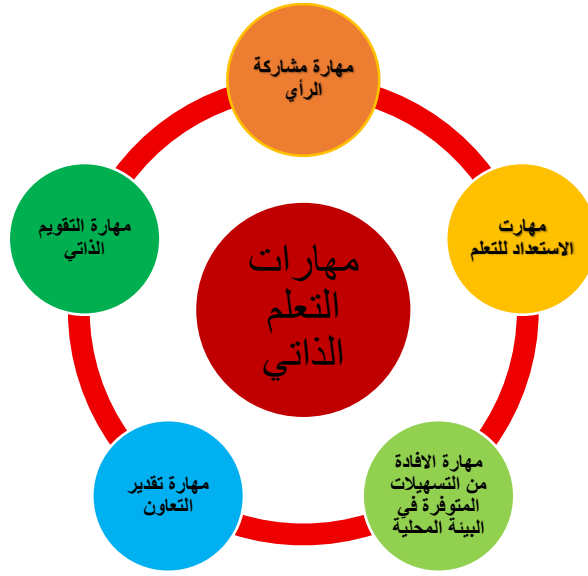 مهارة مشاركة
الرأي
مهارت
الاستعداد للتعلم
مهارة التقويم
الذاتي
مهارات
التعلم
الذاتي
مهارة الافادة
من التسهيلات
المتوفرة في
البيئة المحلية
مهارة تقدير
التعاون